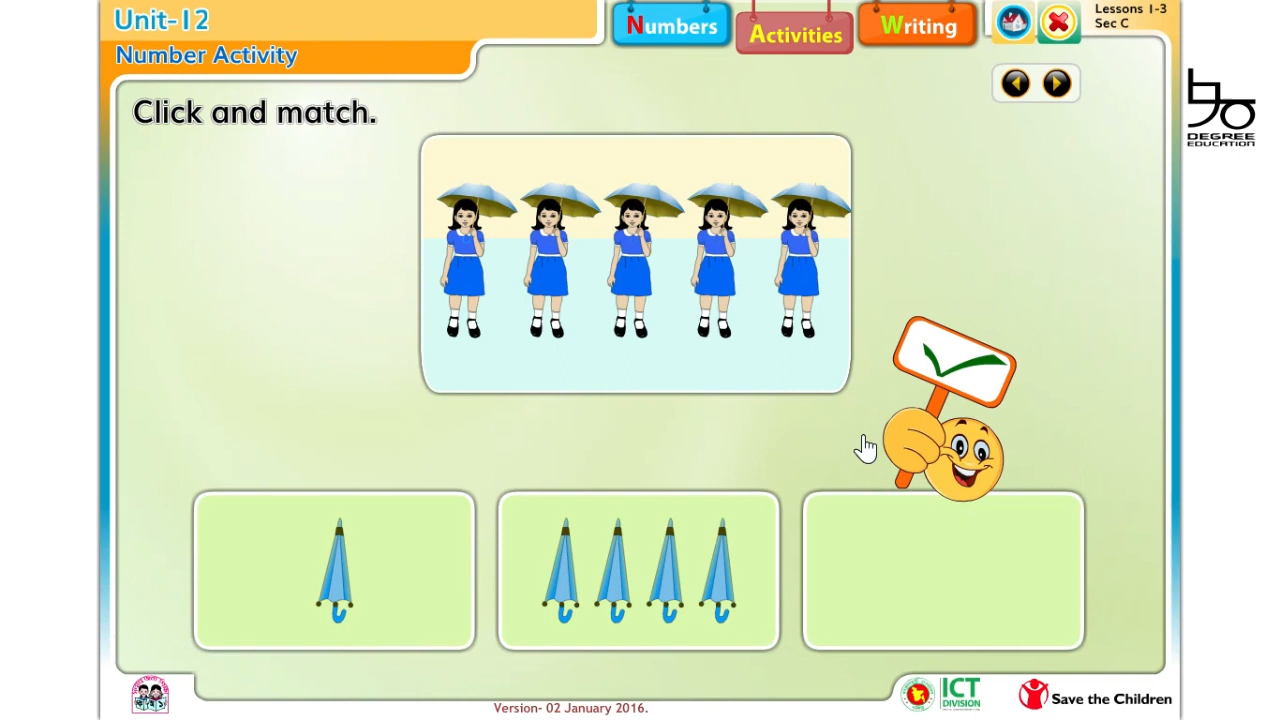 Unit-12
Number Activity
Numbers
Activities
Writing
Lessons 1-3
Sec C
Click and match.
DEGREE
EDUCATION
Version- 02 January 2016.
ICT
DIVISION
Save the Children